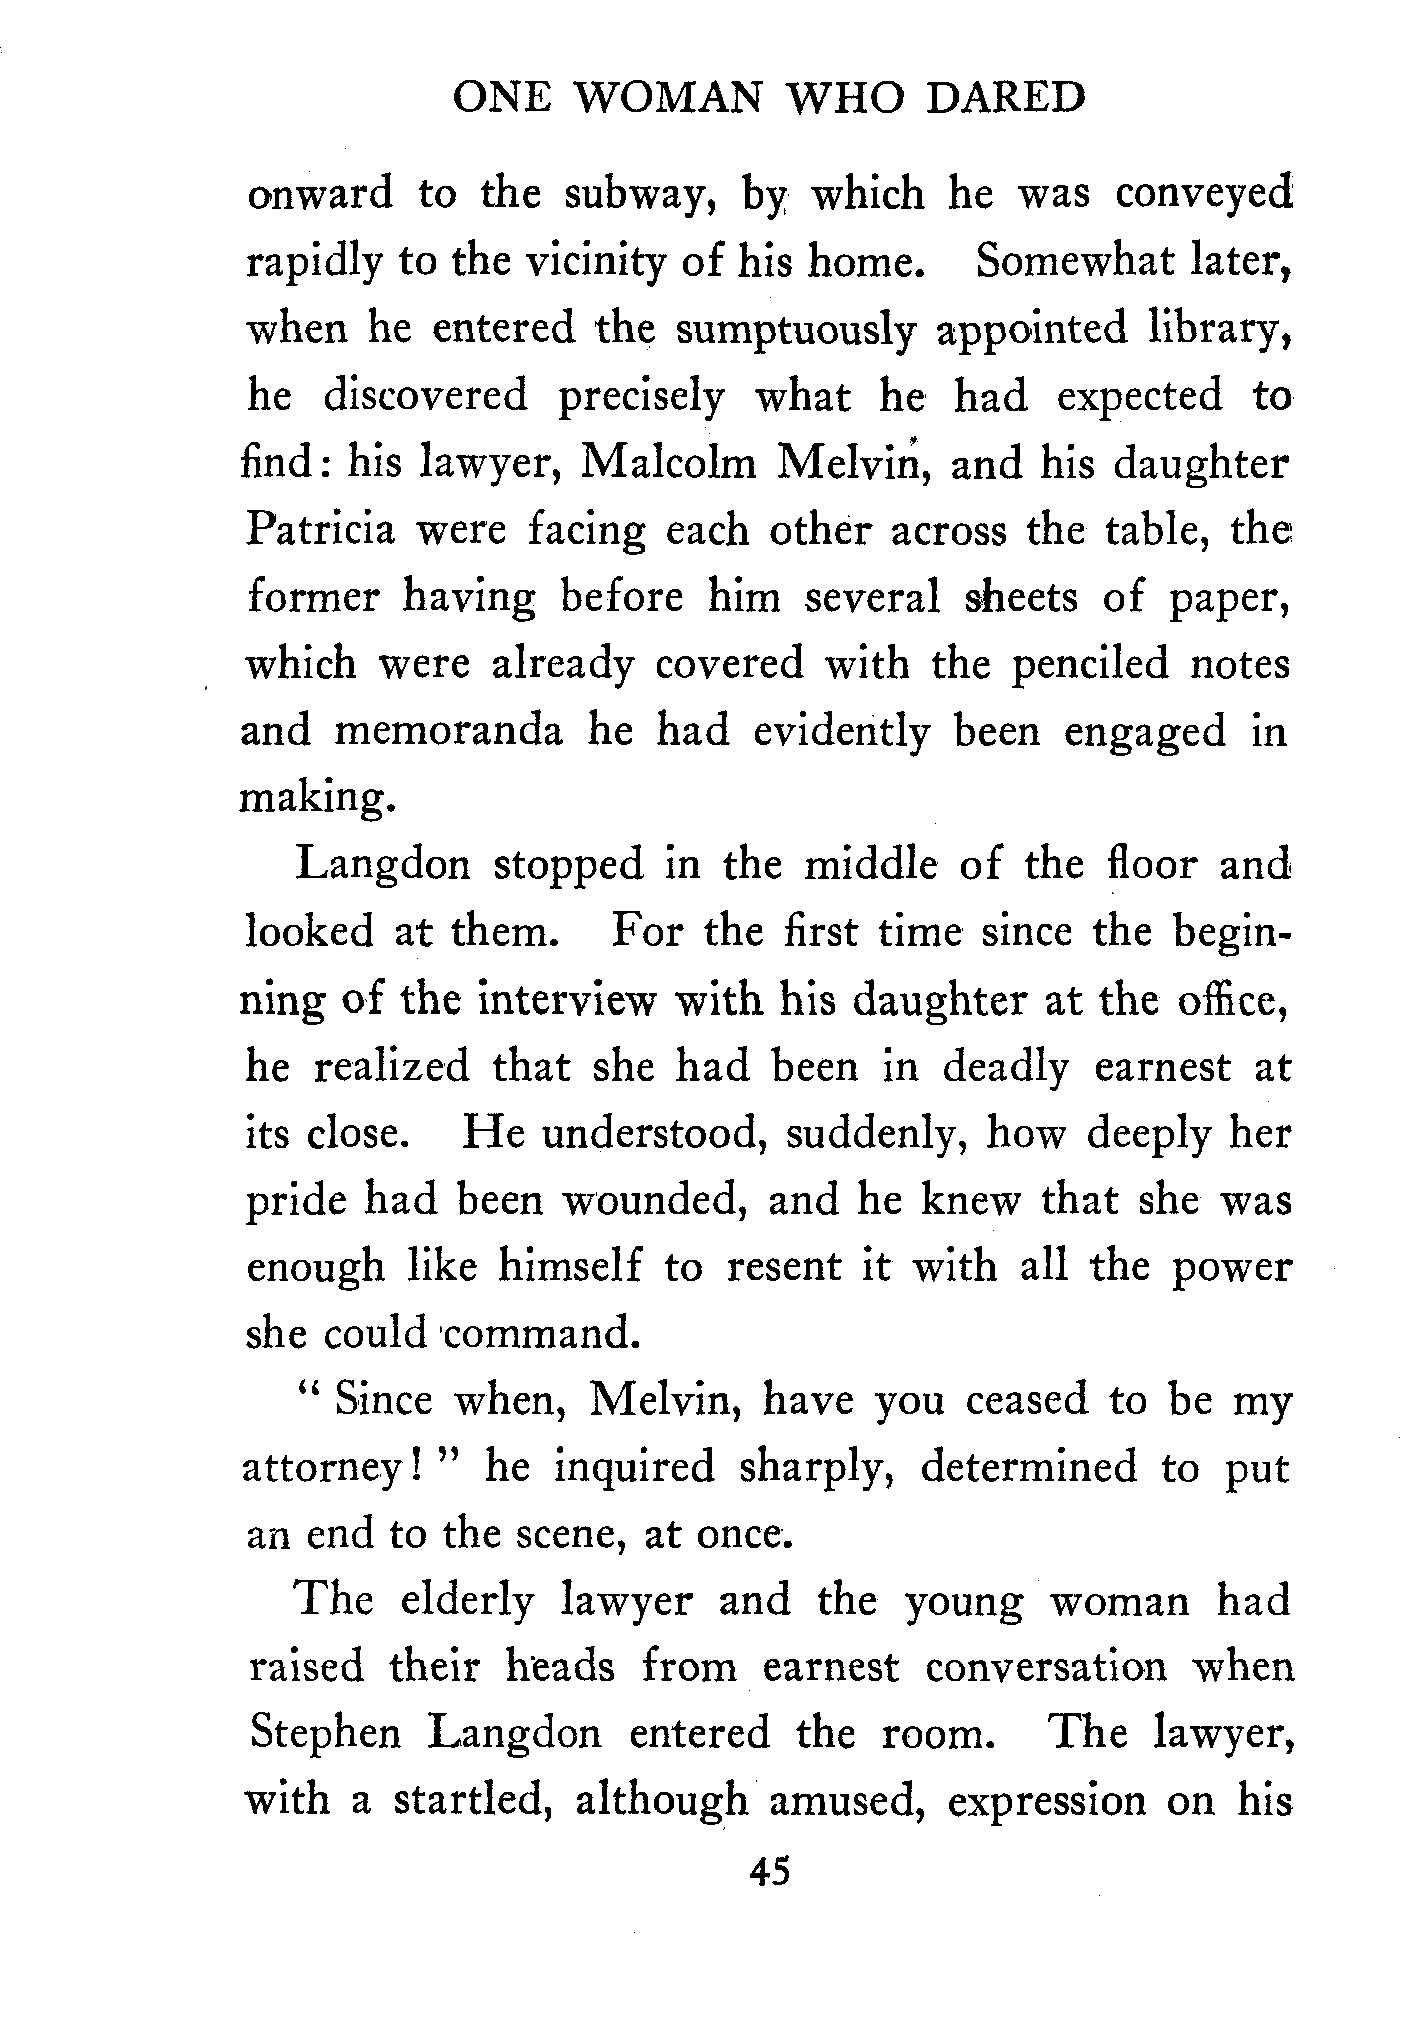 ONE WOMAN WHO DARED
onward to the subway, by which he was conveyed
rapidly to the vicinity of his home. Somewhat later,
when he entered the sumptuously appointed library,
he discovered precisely what he had expected to
find: his lawyer, Malcolm Melvin, and his daughter
Patricia were facing each other across the table, the
former having before him several sheets of paper,
which were already covered with the penciled notes
and memoranda he had evidently been engaged in
making.
Langdon stopped in the middle of the floor and
looked at them. For the first time since the begin-
ning of the interview with his daughter at the office,
he realized that she had been in deadly earnest at
its close. He understood, suddenly, how deeply her
pride had been wounded, and he knew that she was
enough like himself to resent it with all the power
she could command.
" Since when, Melvin, have you ceased to be my
attorney! " he inquired sharply, determined to put
an end to the scene, at once.
The elderly lawyer and the young woman had
raised their heads from earnest conversation when
Stephen Langdon entered the room. The lawyer,
with a startled, although amused, expression on his
45